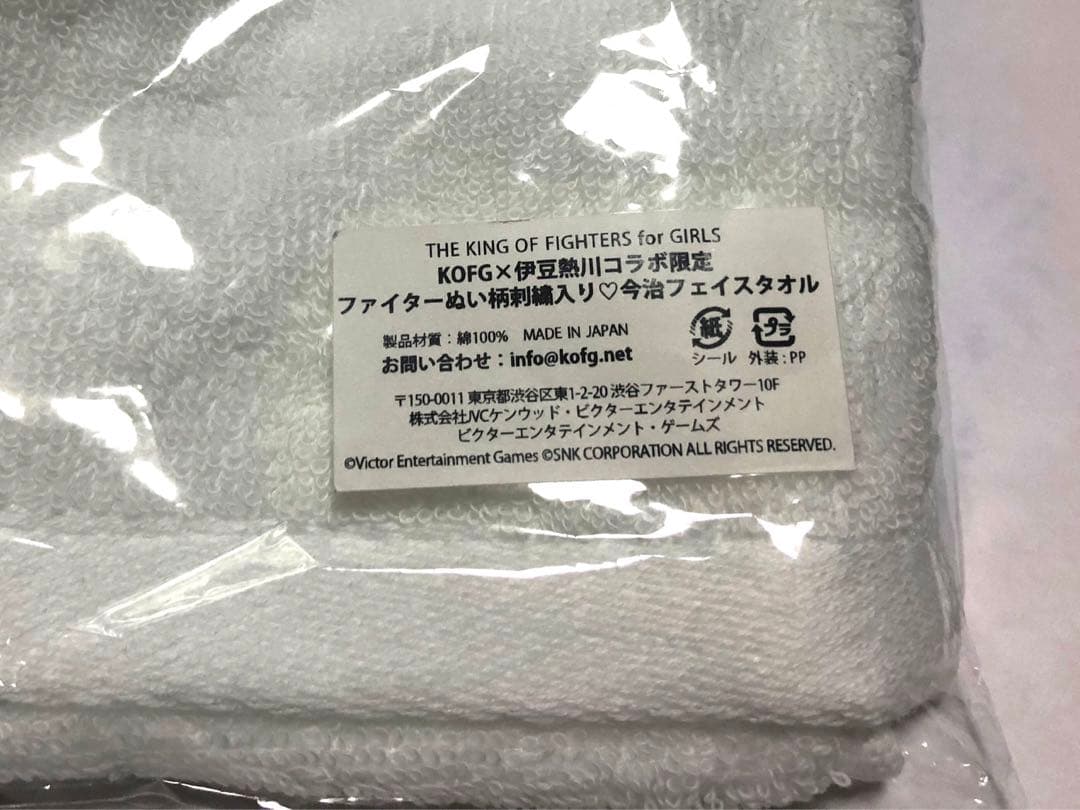 THE KING OF FIGHTERS for GIRLS
KOFG×伊豆熱川コラボ限定
ファイターぬい柄刺繍入り♡今治フェイスタオル
製品材質：綿100% MADE IN JAPAN
お問い合わせ：info@kofg.net
紙 プラ
シール 外装：PP
〒150-0011 東京都渋谷区東1-2-20 渋谷ファーストタワー10F
株式会社JVCケンウッド・ビクターエンタテインメント
ビクターエンタテインメント・ゲームズ
©Victor Entertainment Games ©SNK CORPORATION ALL RIGHTS RESERVED.